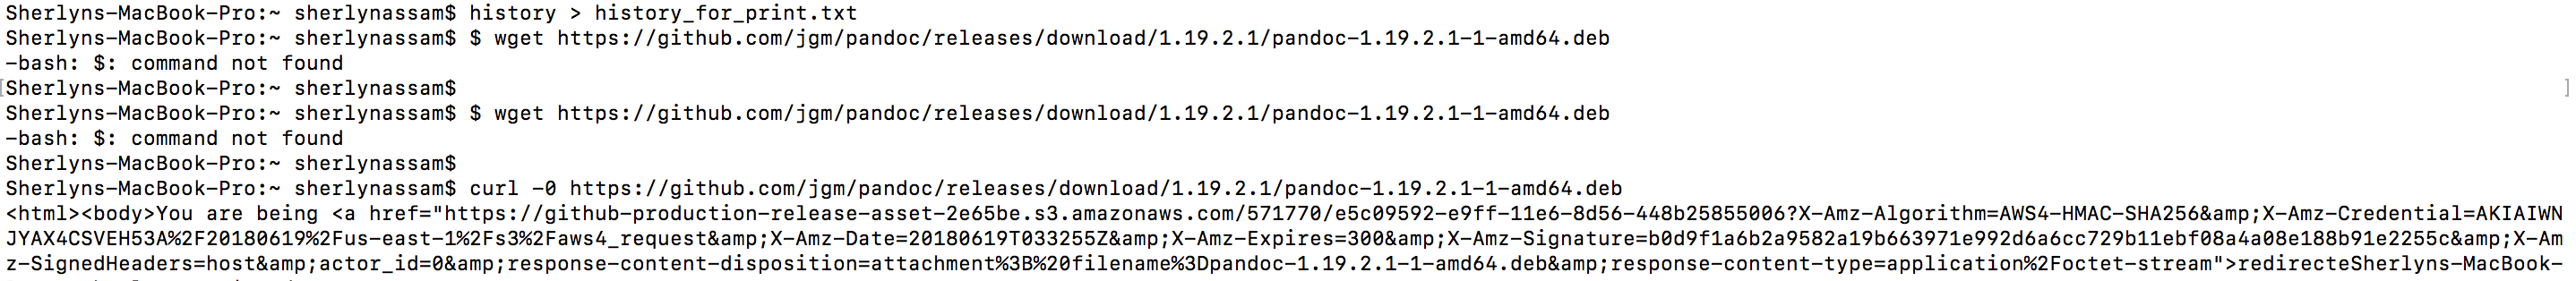 Sherlyns-MacBook-Pro:~ sherlynassam$ history > history_for_print.txt
Sherlyns-MacBook-Pro:~ sherlynassam$ $ wget https://github.com/jgm/pandoc/releases/download/1.19.2.1/pandoc-1.19.2.1-1-amd64.deb
-bash: $: command not found
[Sherlyns-MacBook-Pro:~ sherlynassam$ ]
Sherlyns-MacBook-Pro:~ sherlynassam$ $ wget https://github.com/jgm/pandoc/releases/download/1.19.2.1/pandoc-1.19.2.1-1-amd64.deb
-bash: $: command not found
Sherlyns-MacBook-Pro:~ sherlynassam$
Sherlyns-MacBook-Pro:~ sherlynassam$ curl -0 https://github.com/jgm/pandoc/releases/download/1.19.2.1/pandoc-1.19.2.1-1-amd64.deb
<html><body>You are being <a href="https://github-production-release-asset-2e65be.s3.amazonaws.com/571770/e5c09592-e9ff-11e6-8d56-448b25855006?X-Amz-Algorithm=AWS4-HMAC-SHA256&amp;X-Amz-Credential=AKIAIWN
JYAX4CSVEH53A%2F20180619%2Fus-east-1%2Fs3%2Faws4_request&amp;X-Amz-Date=20180619T033255Z&amp;X-Amz-Expires=300&amp;X-Amz-Signature=b0d9f1a6b2a9582a19b663971e992d6a6cc729b11ebf08a4a08e188b91e2255c&amp;X-Am
z-SignedHeaders=host&amp;actor_id=0&amp;response-content-disposition=attachment%3B%20filename%3Dpandoc-1.19.2.1-1-amd64.deb&amp;response-content-type=application%2Foctet-stream">redirecteSherlyns-MacBook-